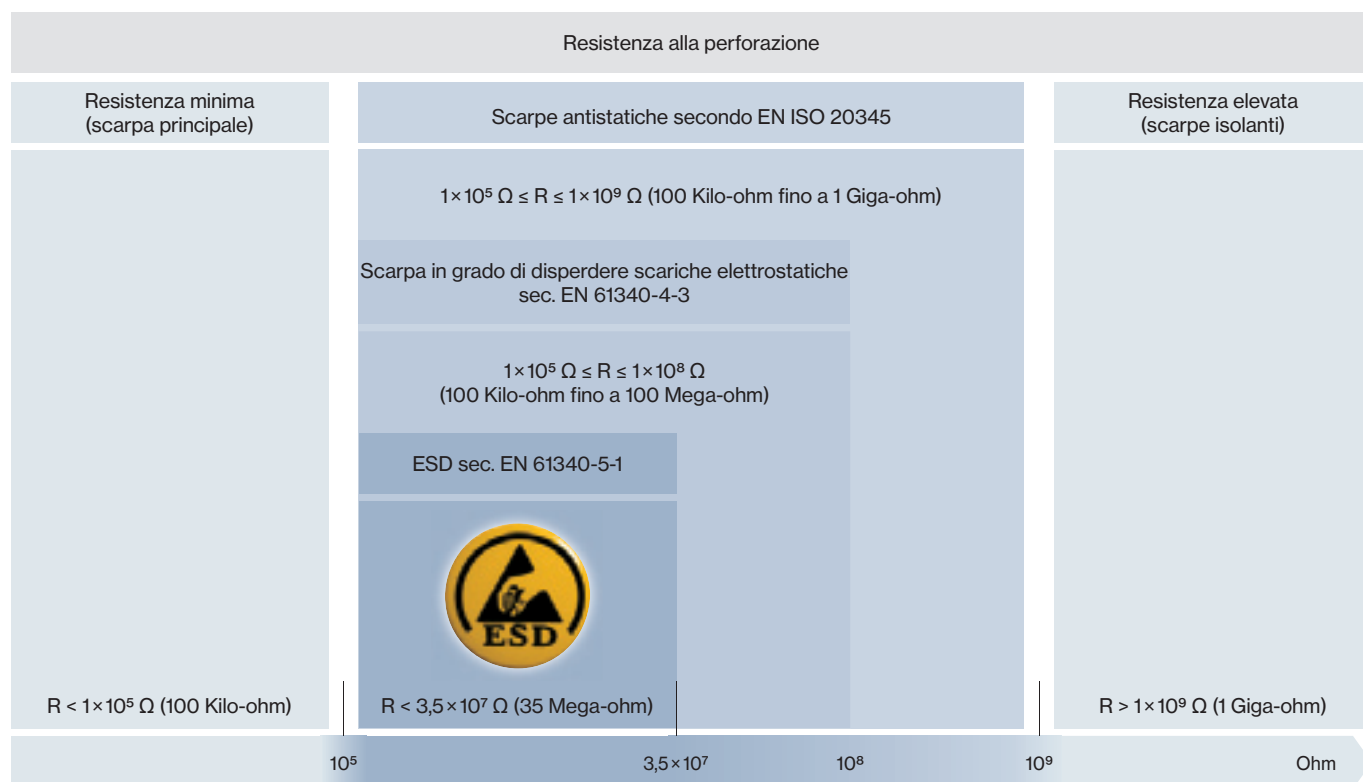 Resistenza alla perforazione
Resistenza minima
(scarpa principale)
Scarpe antistatiche secondo EN ISO 20345
Resistenza elevata
(scarpe isolanti)
1×10⁵ Ω ≤ R ≤ 1×10⁹ Ω (100 Kilo-ohm fino a 1 Giga-ohm)
Scarpa in grado di disperdere scariche elettrostatiche
sec. EN 61340-4-3
1×10⁵ Ω ≤ R ≤ 1×10⁸ Ω
(100 Kilo-ohm fino a 100 Mega-ohm)
ESD sec. EN 61340-5-1
ESD
R < 1×10⁵ Ω (100 Kilo-ohm)
R < 3,5×10⁷ Ω (35 Mega-ohm)
R > 1×10⁹ Ω (1 Giga-ohm)
10⁵ 3,5×10⁷ 10⁸ 10⁹ Ohm